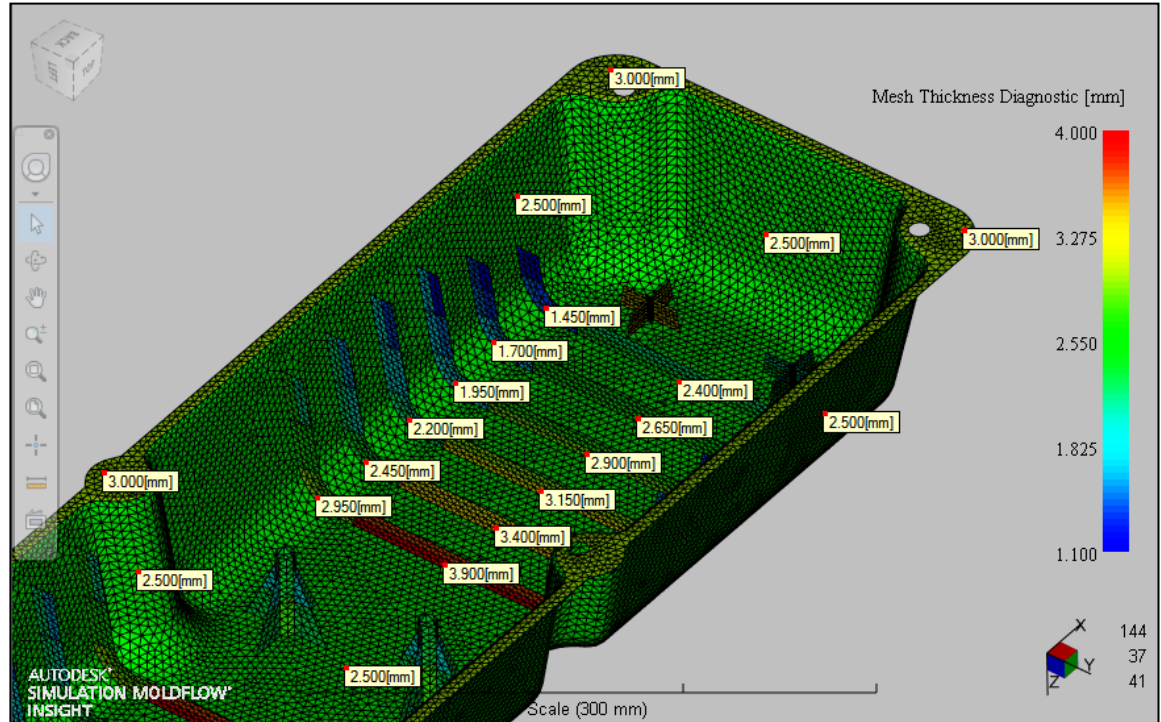 BACK
LEFT
TOP
3.000[mm]
Mesh Thickness Diagnostic [mm]
4.000
2.500[mm]
2.500[mm]
3.000[mm]
3.275
1.450[mm]
1.700[mm]
2.550
1.950[mm]
2.400[mm]
2.200[mm]
2.650[mm]
2.500[mm]
2.450[mm]
2.900[mm]
1.825
3.000[mm]
2.950[mm]
3.150[mm]
3.400[mm]
1.100
2.500[mm]
3.900[mm]
2.500[mm]
X
Y
Z
144
37
41
AUTODESK®
SIMULATION MOLDFLOW®
INSIGHT
Scale (300 mm)